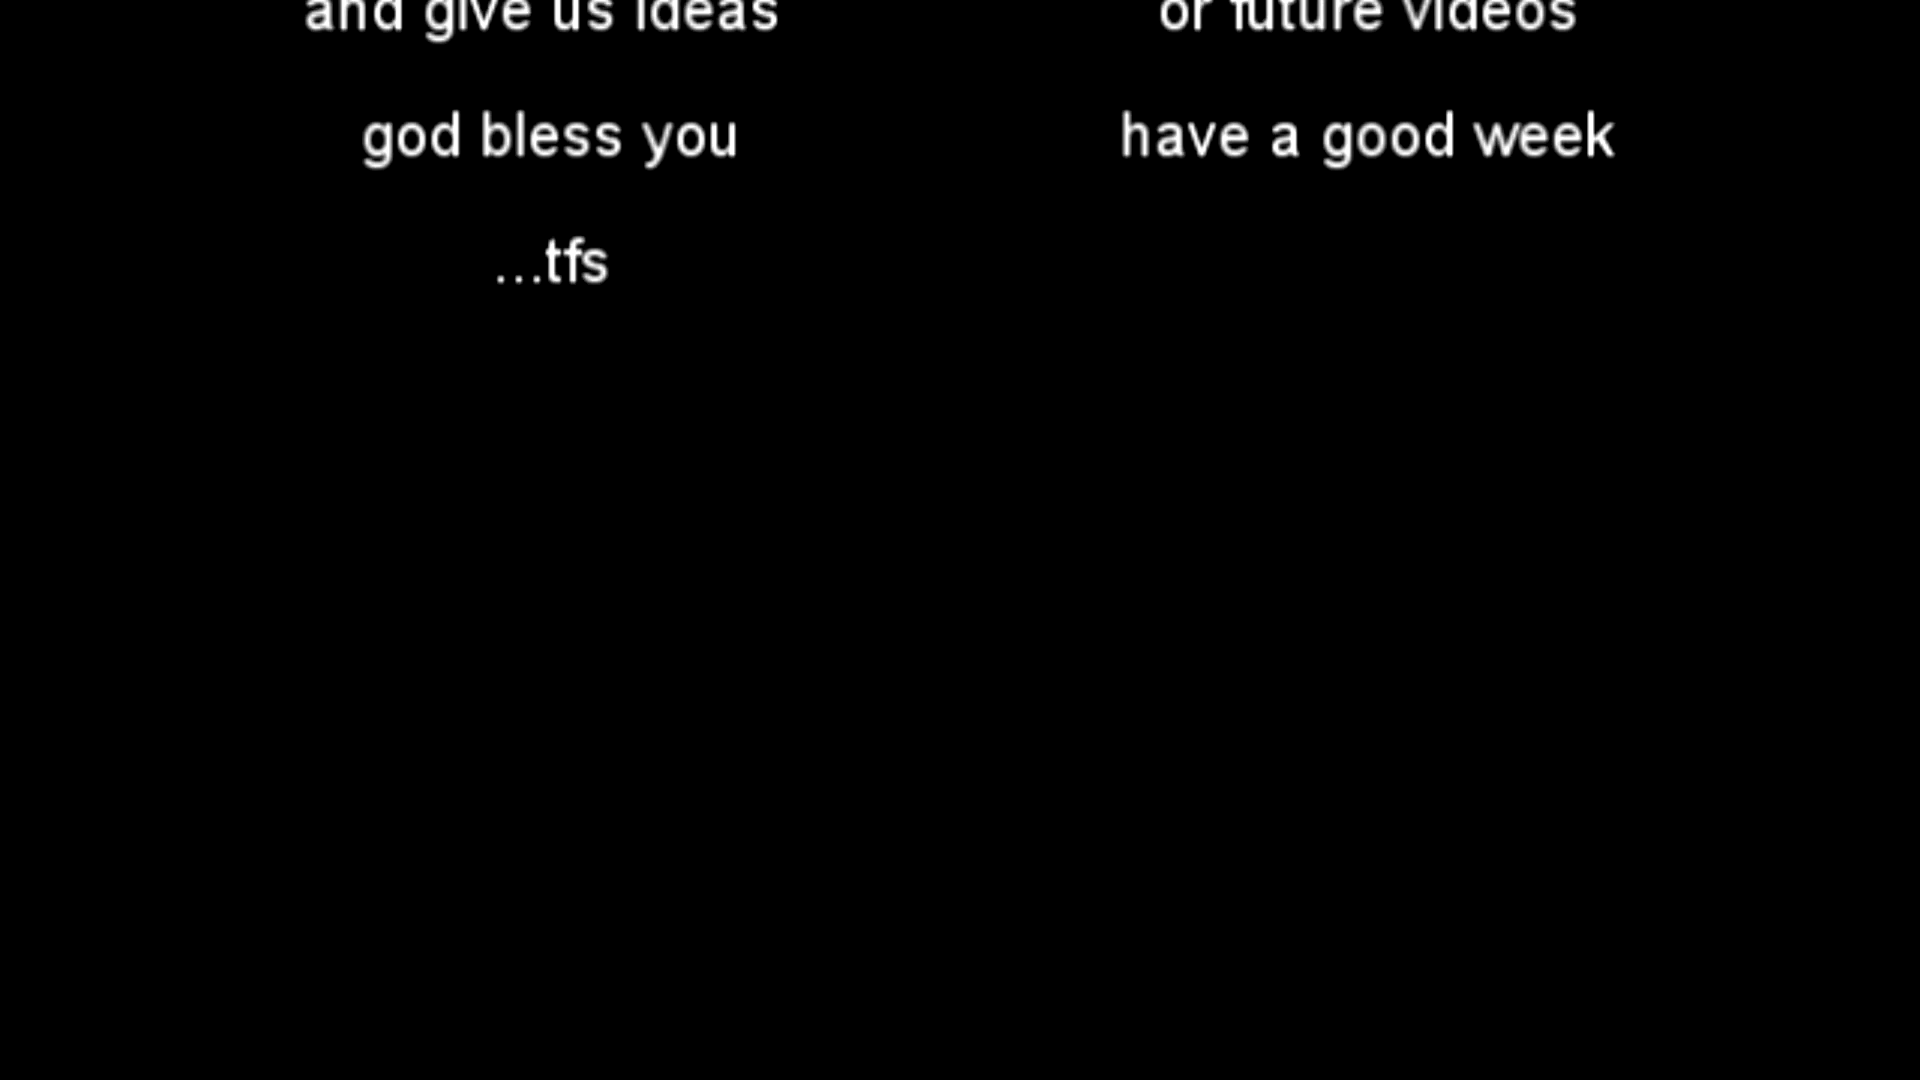 and give us ideas or future videos
god bless you have a good week
...tfs